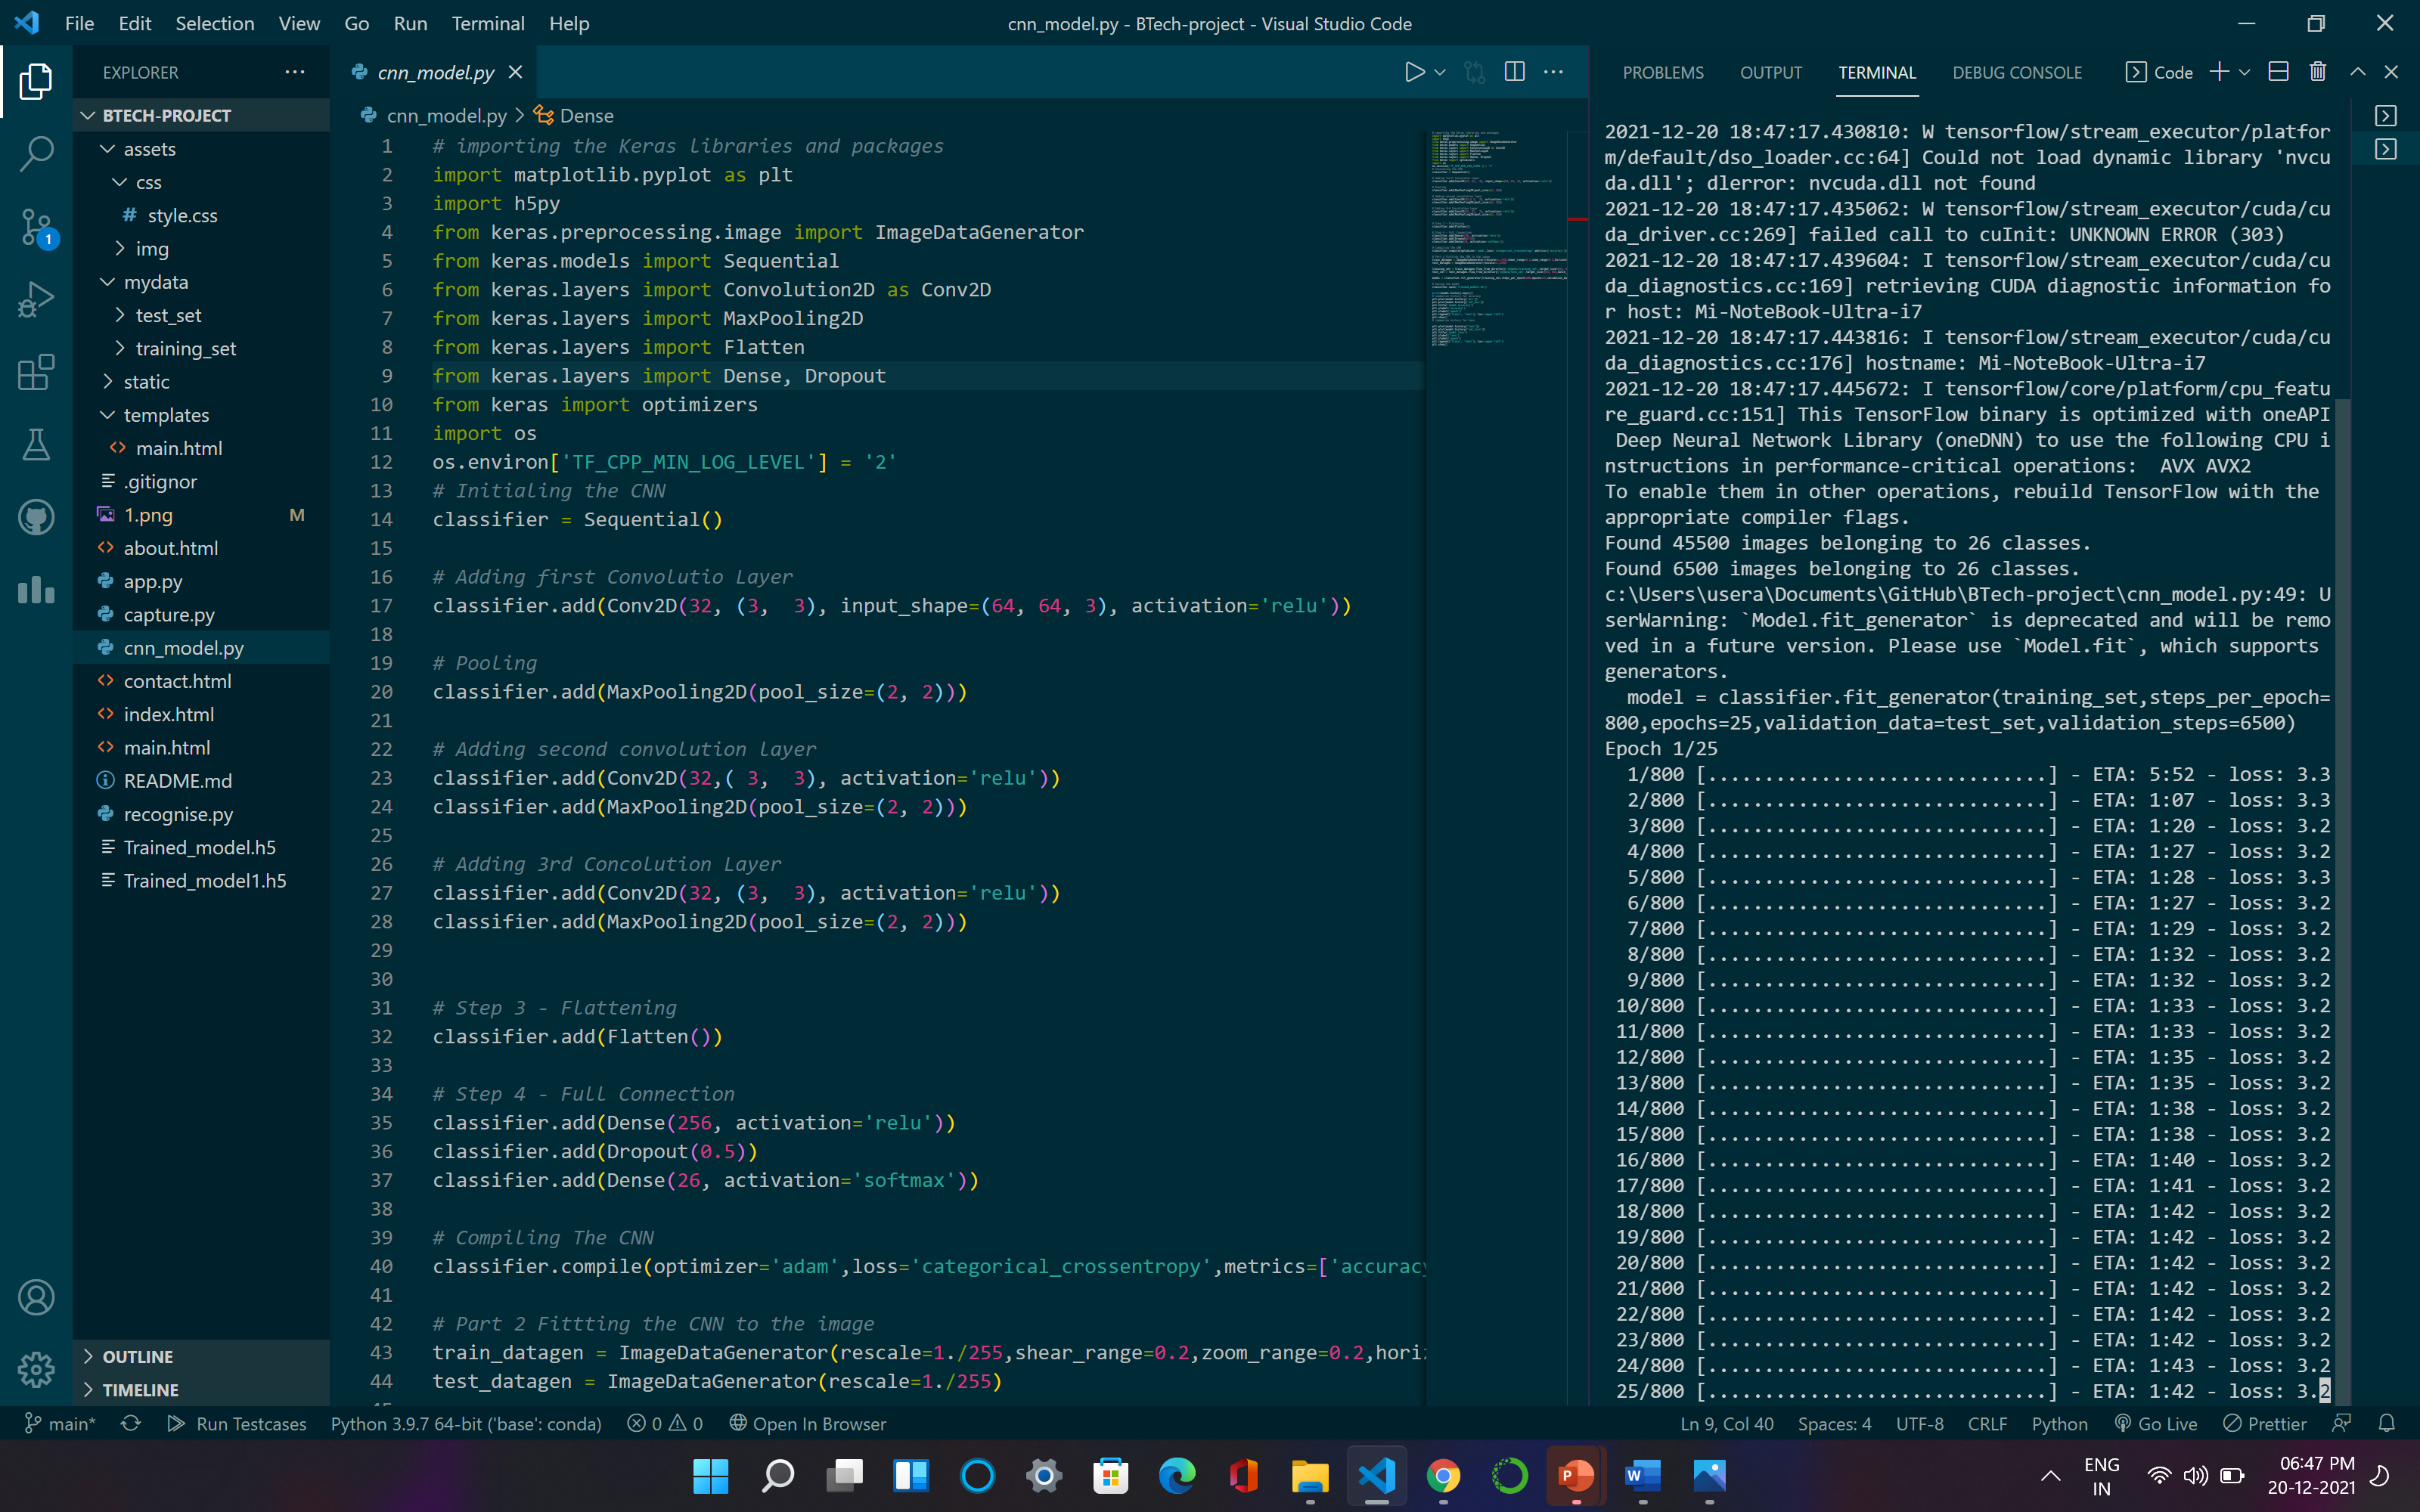 File Edit Selection View Go Run Terminal Help
cnn_model.py - BTech-project - Visual Studio Code
EXPLORER
BTECH-PROJECT
assets
css
# style.css
img
mydata
test_set
training_set
static
templates
<> main.html
.gitignor
1.png M
<> about.html
app.py
capture.py
cnn_model.py
<> contact.html
<> index.html
<> main.html
README.md
recognise.py
Trained_model.h5
Trained_model1.h5
OUTLINE
TIMELINE
1
cnn_model.py
cnn_model.py > Dense
1 # importing the Keras libraries and packages
2 import matplotlib.pyplot as plt
3 import h5py
4 from keras.preprocessing.image import ImageDataGenerator
5 from keras.models import Sequential
6 from keras.layers import Convolution2D as Conv2D
7 from keras.layers import MaxPooling2D
8 from keras.layers import Flatten
9 from keras.layers import Dense, Dropout
10 from keras import optimizers
11 import os
12 os.environ['TF_CPP_MIN_LOG_LEVEL'] = '2'
13 # Initialing the CNN
14 classifier = Sequential()
15
16 # Adding first Convolutio Layer
17 classifier.add(Conv2D(32, (3,  3), input_shape=(64, 64, 3), activation='relu'))
18
19 # Pooling
20 classifier.add(MaxPooling2D(pool_size=(2, 2)))
21
22 # Adding second convolution layer
23 classifier.add(Conv2D(32,( 3,  3), activation='relu'))
24 classifier.add(MaxPooling2D(pool_size=(2, 2)))
25
26 # Adding 3rd Concolution Layer
27 classifier.add(Conv2D(32, (3,  3), activation='relu'))
28 classifier.add(MaxPooling2D(pool_size=(2, 2)))
29
30
31 # Step 3 - Flattening
32 classifier.add(Flatten())
33
34 # Step 4 - Full Connection
35 classifier.add(Dense(256, activation='relu'))
36 classifier.add(Dropout(0.5))
37 classifier.add(Dense(26, activation='softmax'))
38
39 # Compiling The CNN
40 classifier.compile(optimizer='adam',loss='categorical_crossentropy',metrics=['accuracy
41
42 # Part 2 Fittting the CNN to the image
43 train_datagen = ImageDataGenerator(rescale=1./255,shear_range=0.2,zoom_range=0.2,hori
44 test_datagen = ImageDataGenerator(rescale=1./255)
PROBLEMS OUTPUT TERMINAL DEBUG CONSOLE
Code
2021-12-20 18:47:17.430810: W tensorflow/stream_executor/platfor
m/default/dso_loader.cc:64] Could not load dynamic library 'nvcu
da.dll'; dlerror: nvcuda.dll not found
2021-12-20 18:47:17.435062: W tensorflow/stream_executor/cuda/cu
da_driver.cc:269] failed call to cuInit: UNKNOWN ERROR (303)
2021-12-20 18:47:17.439604: I tensorflow/stream_executor/cuda/cu
da_diagnostics.cc:169] retrieving CUDA diagnostic information fo
r host: Mi-NoteBook-Ultra-i7
2021-12-20 18:47:17.443816: I tensorflow/stream_executor/cuda/cu
da_diagnostics.cc:176] hostname: Mi-NoteBook-Ultra-i7
2021-12-20 18:47:17.445672: I tensorflow/core/platform/cpu_featu
re_guard.cc:151] This TensorFlow binary is optimized with oneAPI
Deep Neural Network Library (oneDNN) to use the following CPU i
nstructions in performance-critical operations:  AVX AVX2
To enable them in other operations, rebuild TensorFlow with the
appropriate compiler flags.
Found 45500 images belonging to 26 classes.
Found 6500 images belonging to 26 classes.
c:\Users\usera\Documents\GitHub\BTech-project\cnn_model.py:49: U
serWarning: `Model.fit_generator` is deprecated and will be remo
ved in a future version. Please use `Model.fit`, which supports
generators.
model = classifier.fit_generator(training_set,steps_per_epoch=
800,epochs=25,validation_data=test_set,validation_steps=6500)
Epoch 1/25
1/800 [..............................] - ETA: 5:52 - loss: 3.3
2/800 [..............................] - ETA: 1:07 - loss: 3.3
3/800 [..............................] - ETA: 1:20 - loss: 3.2
4/800 [..............................] - ETA: 1:27 - loss: 3.2
5/800 [..............................] - ETA: 1:28 - loss: 3.3
6/800 [..............................] - ETA: 1:27 - loss: 3.2
7/800 [..............................] - ETA: 1:29 - loss: 3.2
8/800 [..............................] - ETA: 1:32 - loss: 3.2
9/800 [..............................] - ETA: 1:32 - loss: 3.2
10/800 [..............................] - ETA: 1:33 - loss: 3.2
11/800 [..............................] - ETA: 1:33 - loss: 3.2
12/800 [..............................] - ETA: 1:35 - loss: 3.2
13/800 [..............................] - ETA: 1:35 - loss: 3.2
14/800 [..............................] - ETA: 1:38 - loss: 3.2
15/800 [..............................] - ETA: 1:38 - loss: 3.2
16/800 [..............................] - ETA: 1:40 - loss: 3.2
17/800 [..............................] - ETA: 1:41 - loss: 3.2
18/800 [..............................] - ETA: 1:42 - loss: 3.2
19/800 [..............................] - ETA: 1:42 - loss: 3.2
20/800 [..............................] - ETA: 1:42 - loss: 3.2
21/800 [..............................] - ETA: 1:42 - loss: 3.2
22/800 [..............................] - ETA: 1:42 - loss: 3.2
23/800 [..............................] - ETA: 1:42 - loss: 3.2
24/800 [..............................] - ETA: 1:43 - loss: 3.2
25/800 [..............................] - ETA: 1:42 - loss: 3.2
main* Run Testcases Python 3.9.7 64-bit ('base': conda) 0 0 Open In Browser
Ln 9, Col 40 Spaces: 4 UTF-8 CRLF Python Go Live Prettier
ENG
IN
06:47 PM
20-12-2021